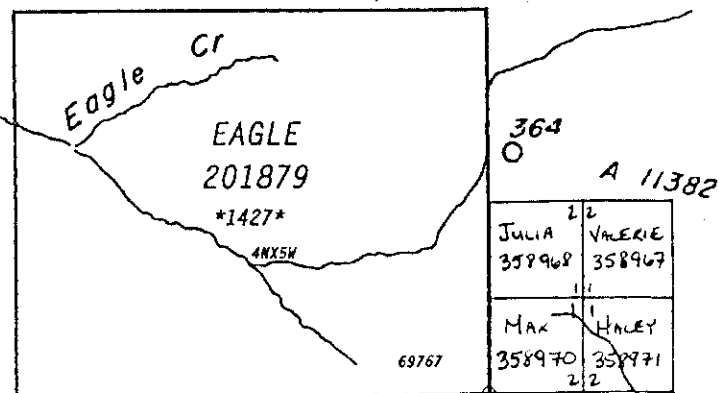 Eagle Cr
EAGLE
201879
*1427*
4NX5W
69767
364
A 11382
2 2
JULIA
358968
VALERIE
358967
1 1
1 1
MAX
358970
HALEY
358971
2 2